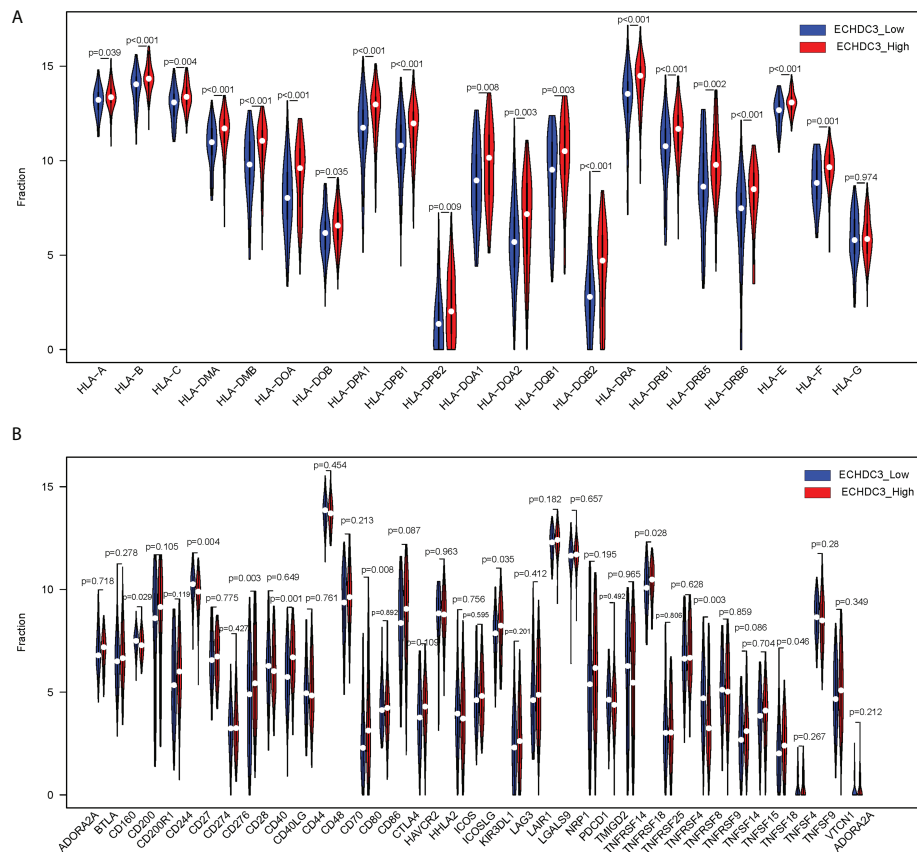 A
ECHDC3_Low
ECHDC3_High
Fraction
15
10
5
0
p=0.039
p<0.001
p=0.004
p<0.001
p<0.001
p<0.001
p=0.035
p<0.001
p<0.001
p=0.009
p=0.008
p=0.003
p=0.003
p<0.001
p<0.001
p<0.001
p=0.002
p<0.001
p<0.001
p<0.001
p=0.974
HLA−A
HLA−B
HLA−C
HLA−DMA
HLA−DMB
HLA−DOA
HLA−DOB
HLA−DPA1
HLA−DPB1
HLA−DPB2
HLA−DQA1
HLA−DQA2
HLA−DQB1
HLA−DQB2
HLA−DRA
HLA−DRB1
HLA−DRB5
HLA−DRB6
HLA−E
HLA−F
HLA−G
B
ECHDC3_Low
ECHDC3_High
Fraction
15
10
5
0
p=0.718
p=0.278
p=0.029
p=0.105
p=0.119
p=0.004
p=0.775
p=0.427
p=0.003
p=0.649
p=0.001
p=0.761
p=0.454
p=0.213
p=0.008
p=0.892
p=0.087
p=0.109
p=0.963
p=0.756
p=0.595
p=0.035
p=0.201
p=0.412
p=0.182
p=0.657
p=0.195
p=0.492
p=0.965
p=0.028
p=0.806
p=0.628
p=0.003
p=0.859
p=0.086
p=0.704
p=0.046
p=0.267
p=0.28
p=0.349
p=0.212
ADORA2A
BTLA
CD160
CD200
CD200R1
CD244
CD27
CD274
CD276
CD28
CD40
CD40LG
CD44
CD48
CD70
CD80
CD86
CTLA4
HAVCR2
HHLA2
ICOS
ICOSLG
KIR3DL1
LAG3
LAIR1
LGALS9
NRP1
PDCD1
TMIGD2
TNFRSF14
TNFRSF18
TNFRSF25
TNFRSF4
TNFRSF8
TNFRSF9
TNFSF14
TNFSF15
TNFSF18
TNFSF4
TNFSF9
VTCN1
ADORA2A